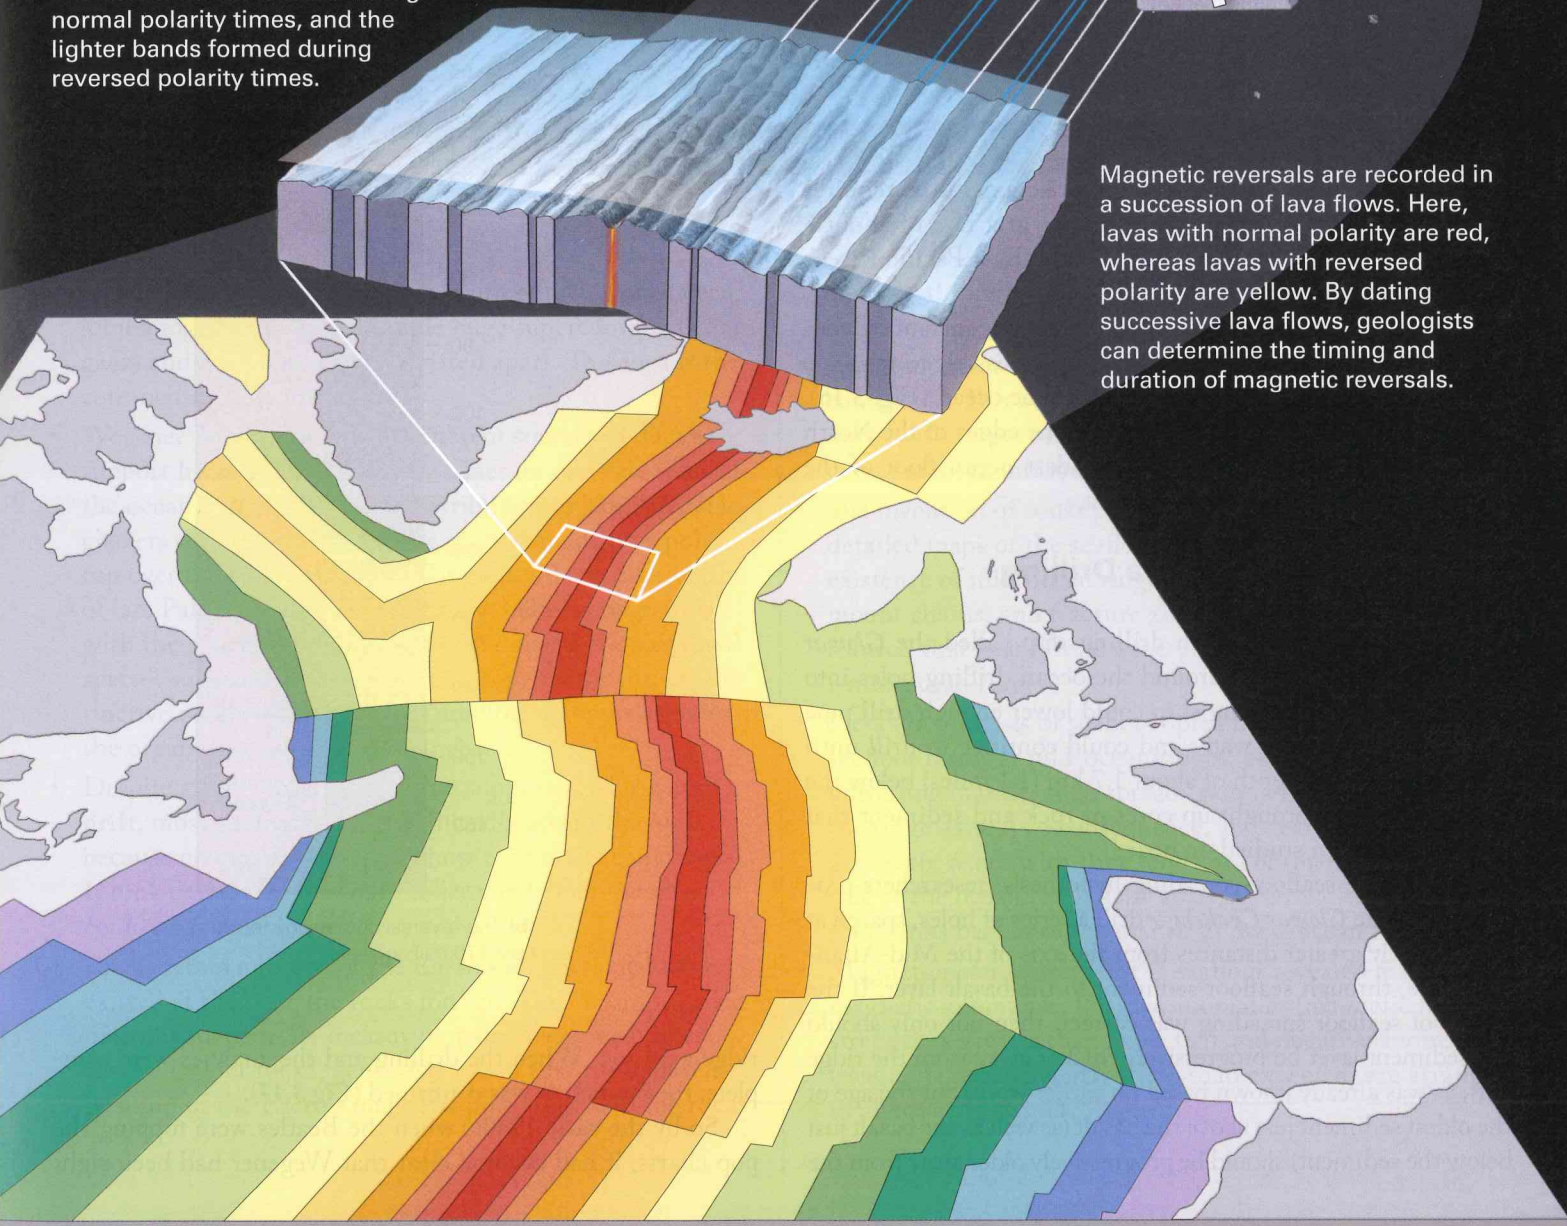 normal polarity times, and the
lighter bands formed during
reversed polarity times.
Magnetic reversals are recorded in
a succession of lava flows. Here,
lavas with normal polarity are red,
whereas lavas with reversed
polarity are yellow. By dating
successive lava flows, geologists
can determine the timing and
duration of magnetic reversals.